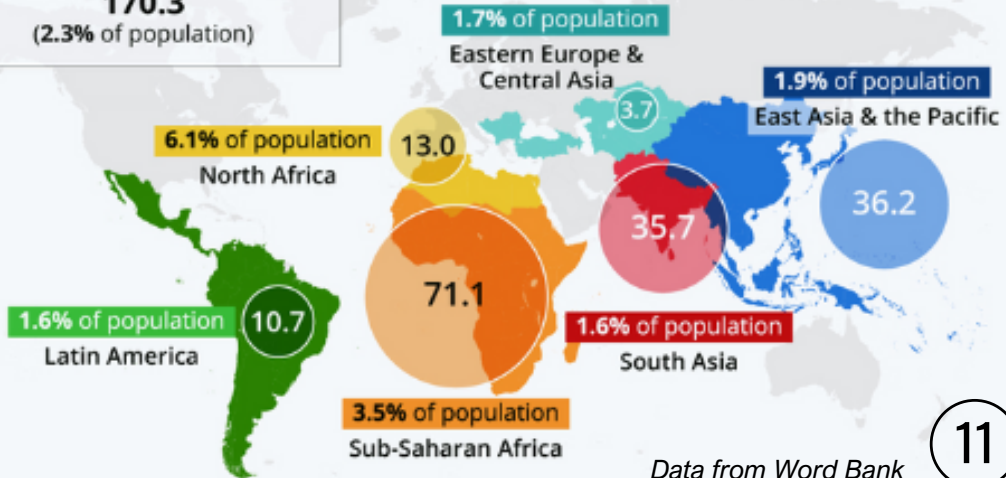 170.3
(2.3% of population)
1.7% of population
Eastern Europe &
Central Asia
3.7
1.9% of population
East Asia & the Pacific
36.2
6.1% of population
North Africa
13.0
35.7
71.1
1.6% of population
Latin America
10.7
1.6% of population
South Asia
3.5% of population
Sub-Saharan Africa
Data from Word Bank
11